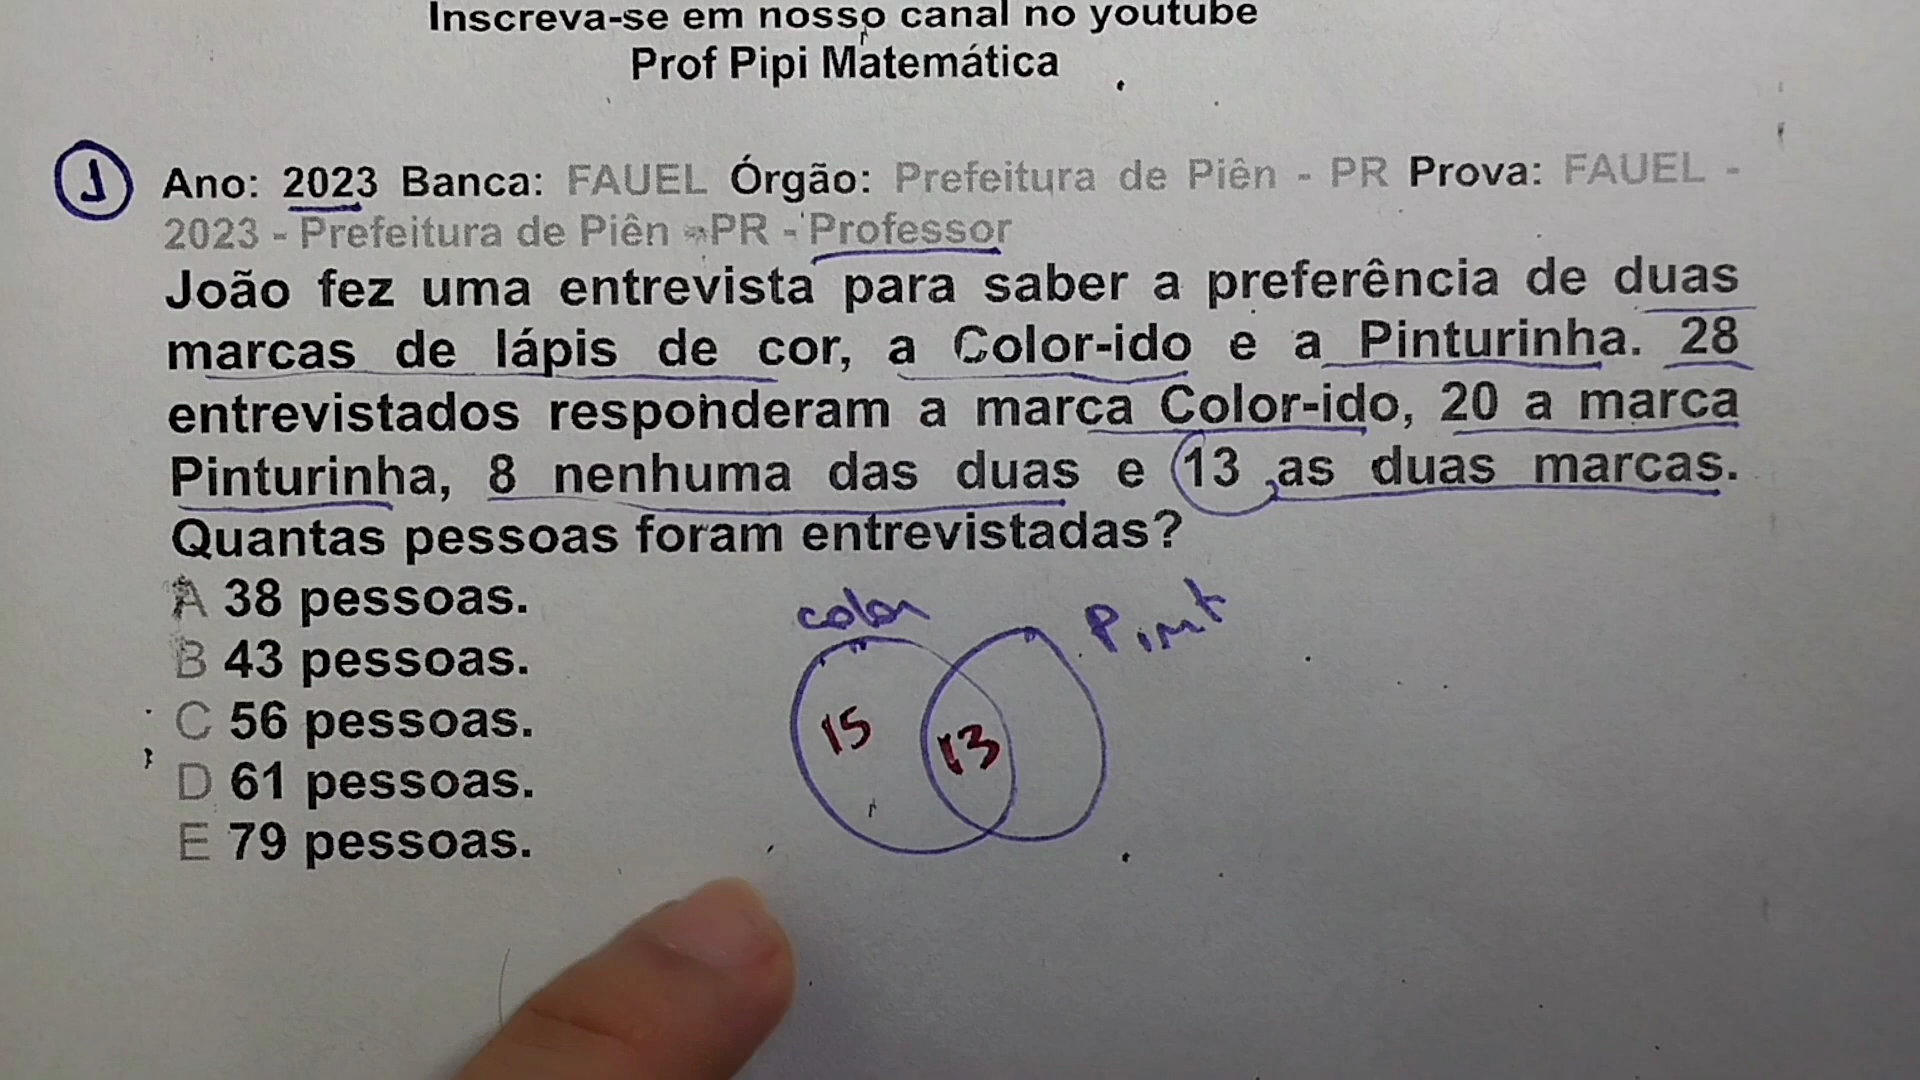 Inscreva-se em nosso canal no youtube
Prof Pipi Matemática
1 Ano: 2023 Banca: FAUEL Órgão: Prefeitura de Piên - PR Prova: FAUEL -
2023 - Prefeitura de Piên - PR - Professor
João fez uma entrevista para saber a preferência de duas
marcas de lápis de cor, a Color-ido e a Pinturinha. 28
entrevistados responderam a marca Color-ido, 20 a marca
Pinturinha, 8 nenhuma das duas e 13 as duas marcas.
Quantas pessoas foram entrevistadas?
A 38 pessoas.
B 43 pessoas.
C 56 pessoas.
D 61 pessoas.
E 79 pessoas.
color Pint
15 13